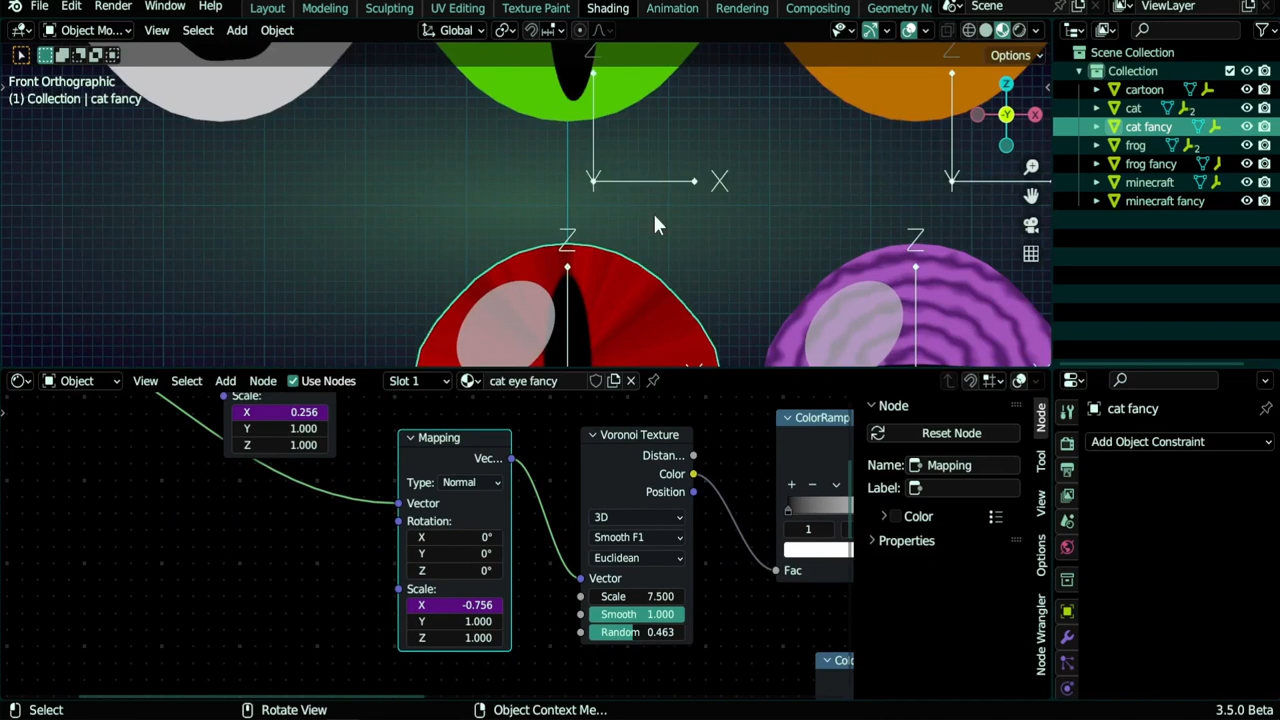 File Edit Render Window Help Layout Modeling Sculpting UV Editing Texture Paint Shading Animation Rendering Compositing Geometry No Scene ViewLayer
Object Mo... View Select Add Object Global
Options
Front Orthographic
(1) Collection | cat fancy
Z
Z
Z
-Y
X
X
Z
Z
Scene Collection
Collection
cartoon
cat 2
cat fancy
frog 2
frog fancy
minecraft
minecraft fancy
Object View Select Add Node Use Nodes Slot 1 cat eye fancy
Scale:
X 0.256
Y 1.000
Z 1.000
Mapping
Vec...
Type: Normal
Vector
Rotation:
X 0°
Y 0°
Z 0°
Scale:
X -0.756
Y 1.000
Z 1.000
Voronoi Texture
Distan...
Color
Position
3D
Smooth F1
Euclidean
Vector
Scale 7.500
Smooth 1.000
Random 0.463
ColorRamp
1
Fac
Node
Reset Node
Name: Mapping
Label:
Color
Properties
Node
Tool
View
Options
Node Wrangler
cat fancy
Add Object Constraint
Select Rotate View Object Context Me... 3.5.0 Beta